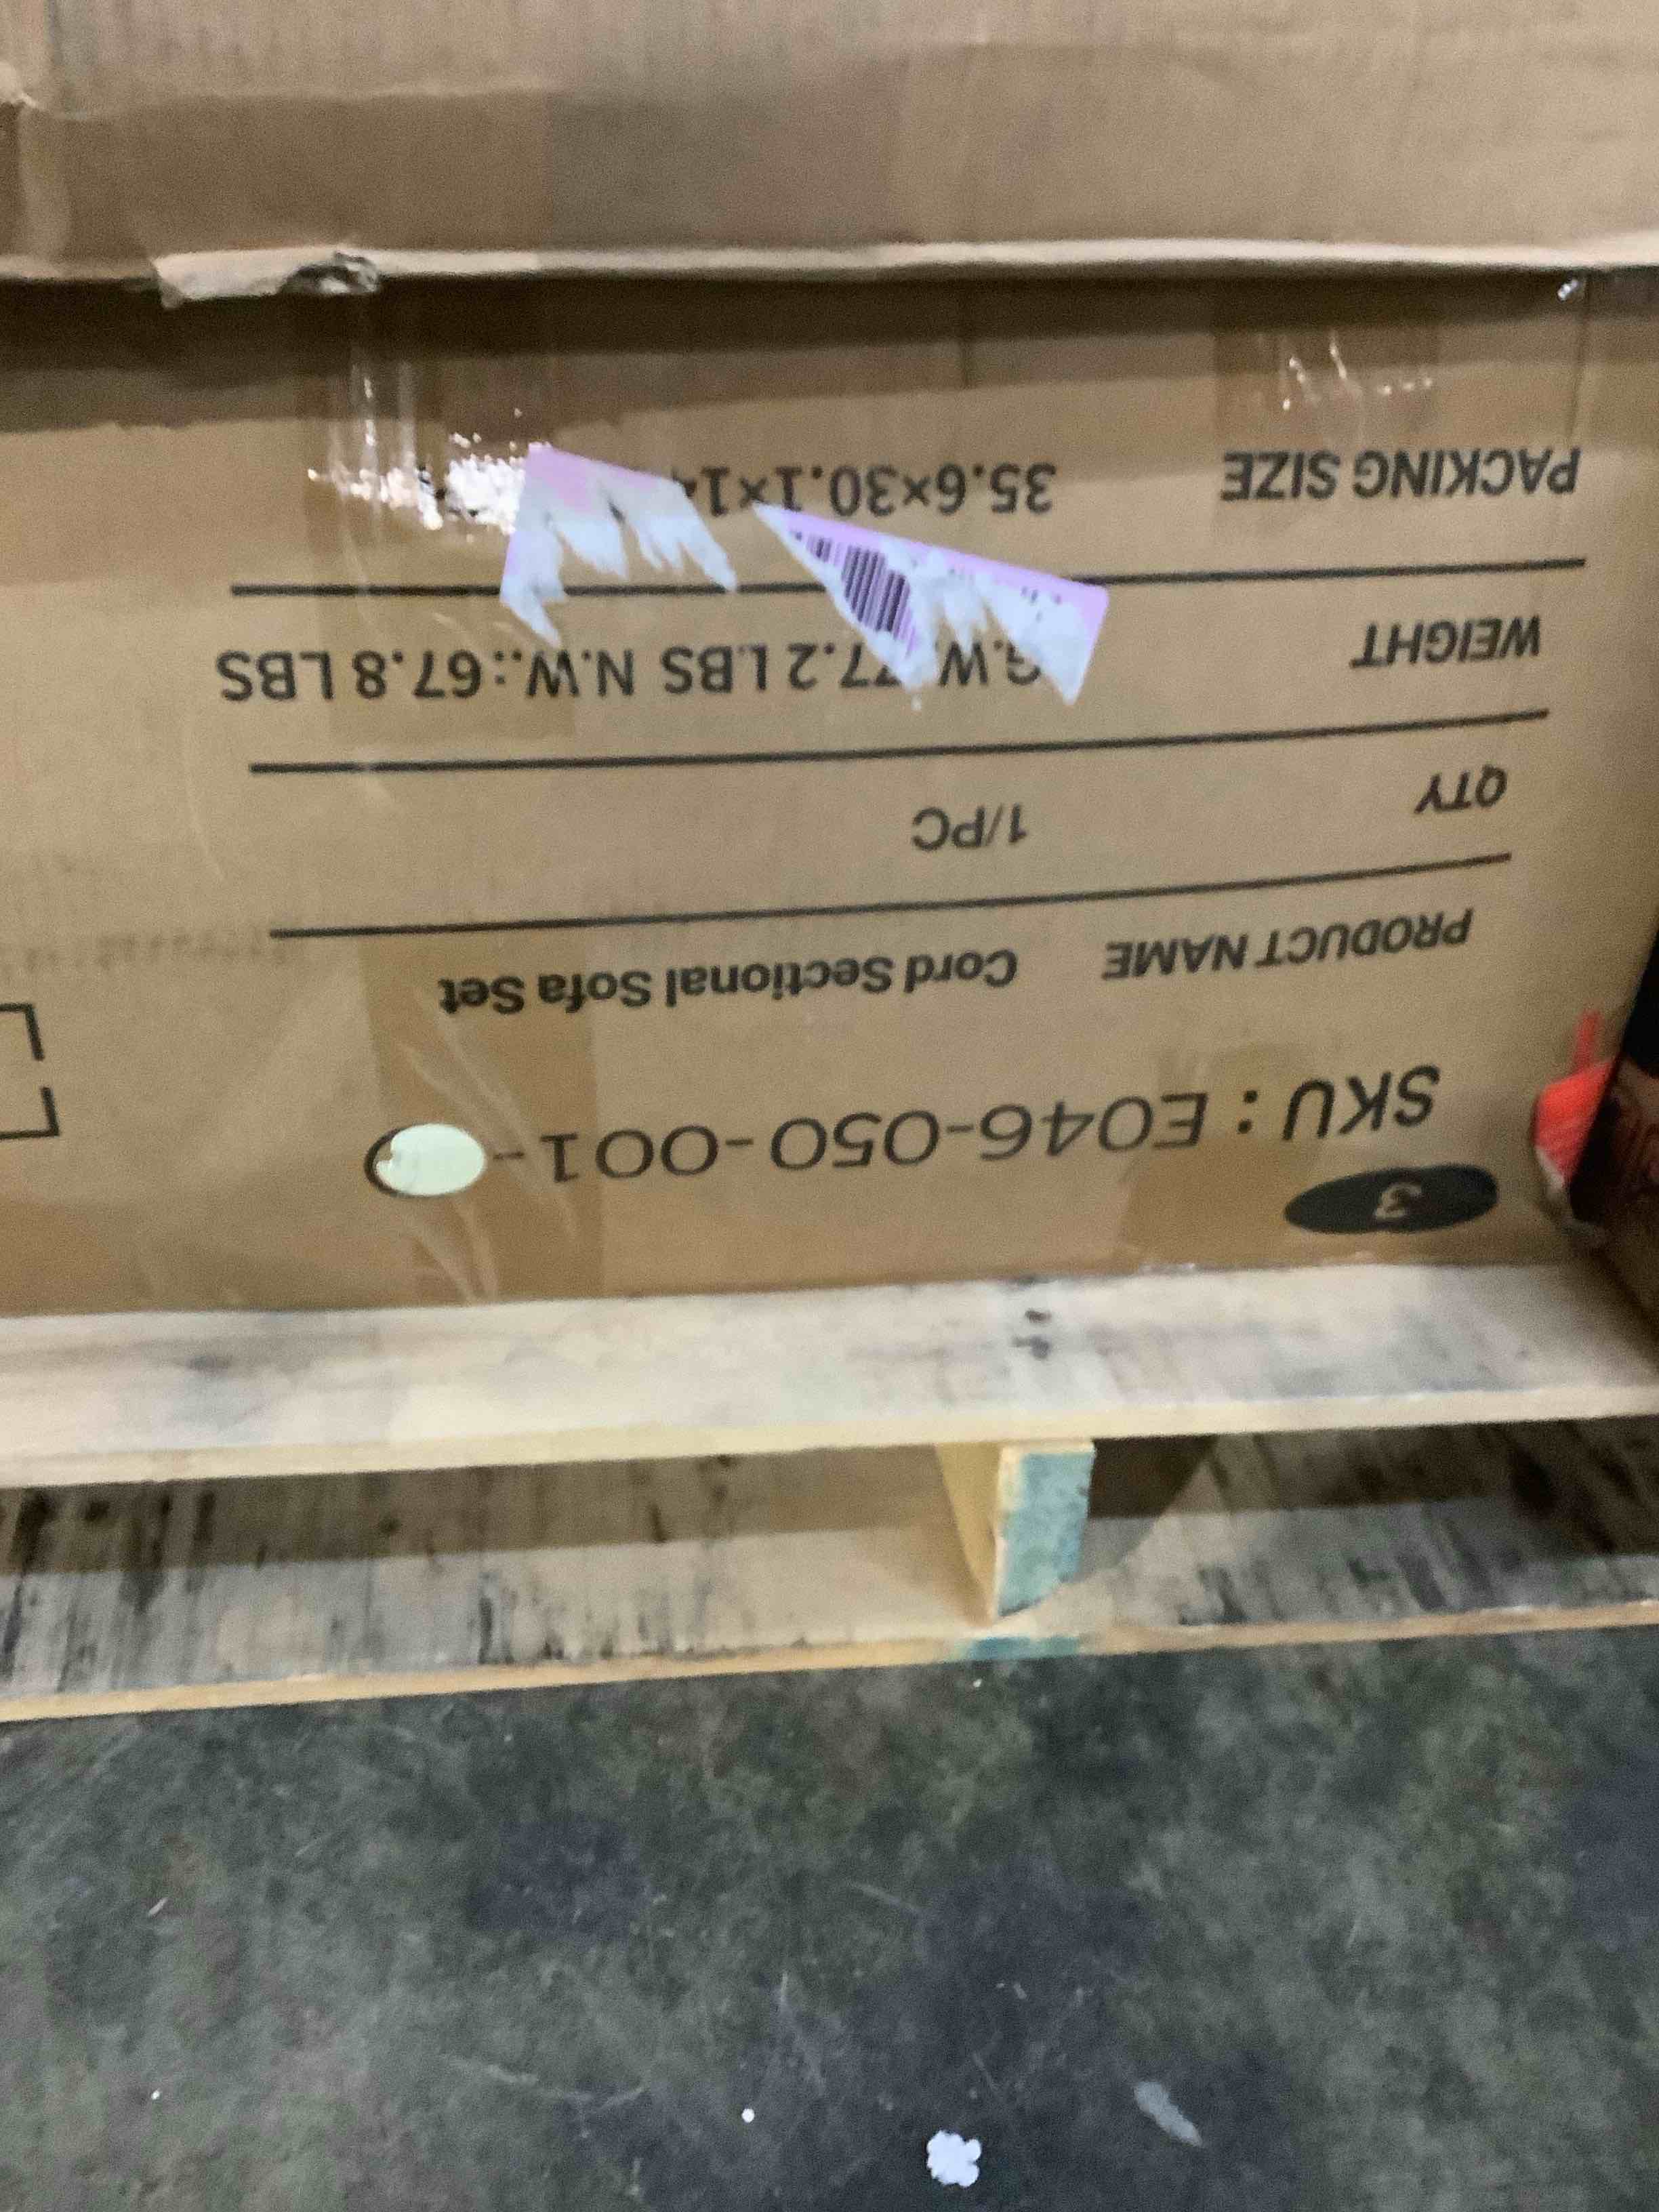 3
SKU : E046-050-001-
PRODUCT NAME Cord Sectional Sofa Set
QTY 1/PC
WEIGHT G.W. 77.2 LBS N.W.:67.8 LBS
PACKING SIZE 35.6×30.1×1